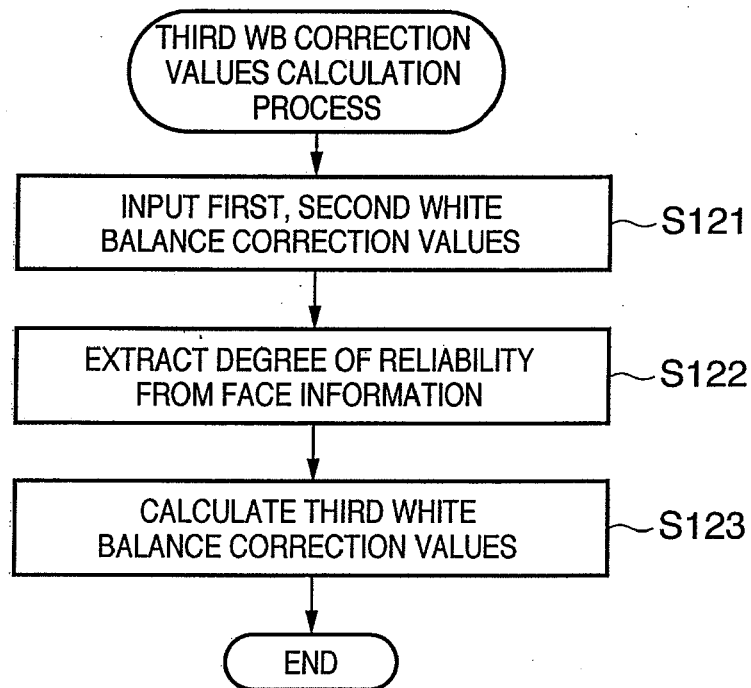 THIRD WB CORRECTION
VALUES CALCULATION
PROCESS
INPUT FIRST, SECOND WHITE
BALANCE CORRECTION VALUES
S121
EXTRACT DEGREE OF RELIABILITY
FROM FACE INFORMATION
S122
CALCULATE THIRD WHITE
BALANCE CORRECTION VALUES
S123
END